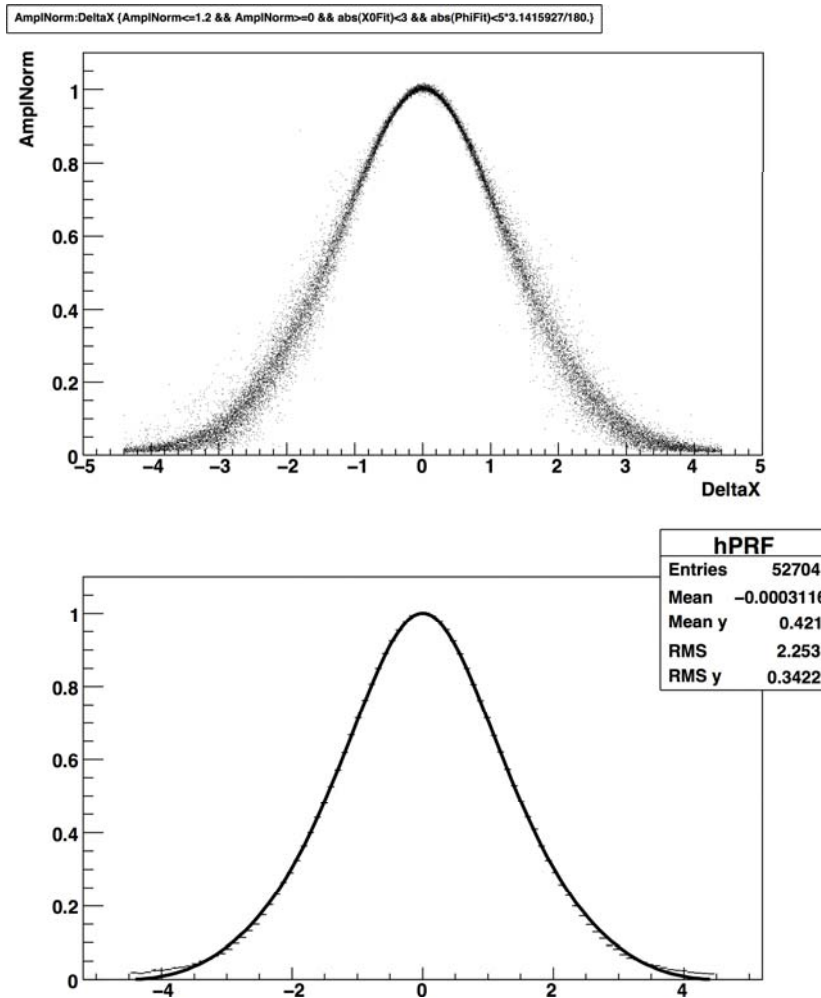 AmplNorm:DeltaX {AmplNorm<=1.2 && AmplNorm>=0 && abs(X0Fit)<3 && abs(PhiFit)<5*3.1415927/180.}
AmplNorm
1
0.8
0.6
0.4
0.2
0
−5 −4 −3 −2 −1 0 1 2 3 4 5
DeltaX
hPRF
Entries 52704
Mean −0.0003116
Mean y 0.421
RMS 2.253
RMS y 0.3422
1
0.8
0.6
0.4
0.2
0
−4 −2 0 2 4